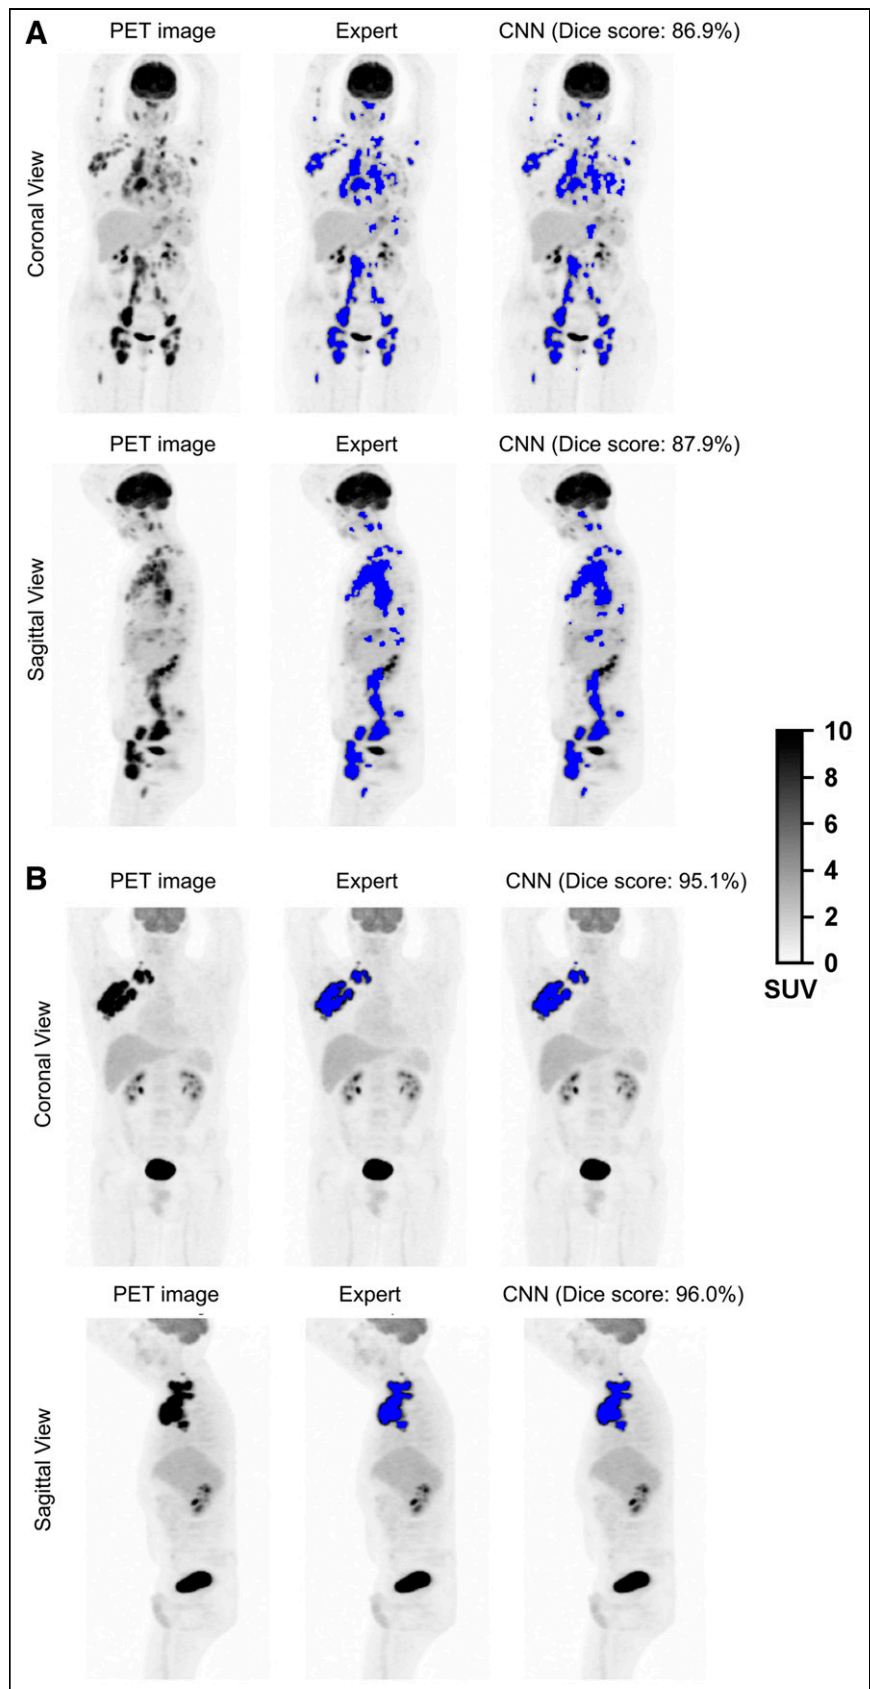 A
PET image Expert CNN (Dice score: 86.9%)
Coronal View
PET image Expert CNN (Dice score: 87.9%)
Sagittal View
10
8
6
4
2
0
SUV
B
PET image Expert CNN (Dice score: 95.1%)
Coronal View
PET image Expert CNN (Dice score: 96.0%)
Sagittal View